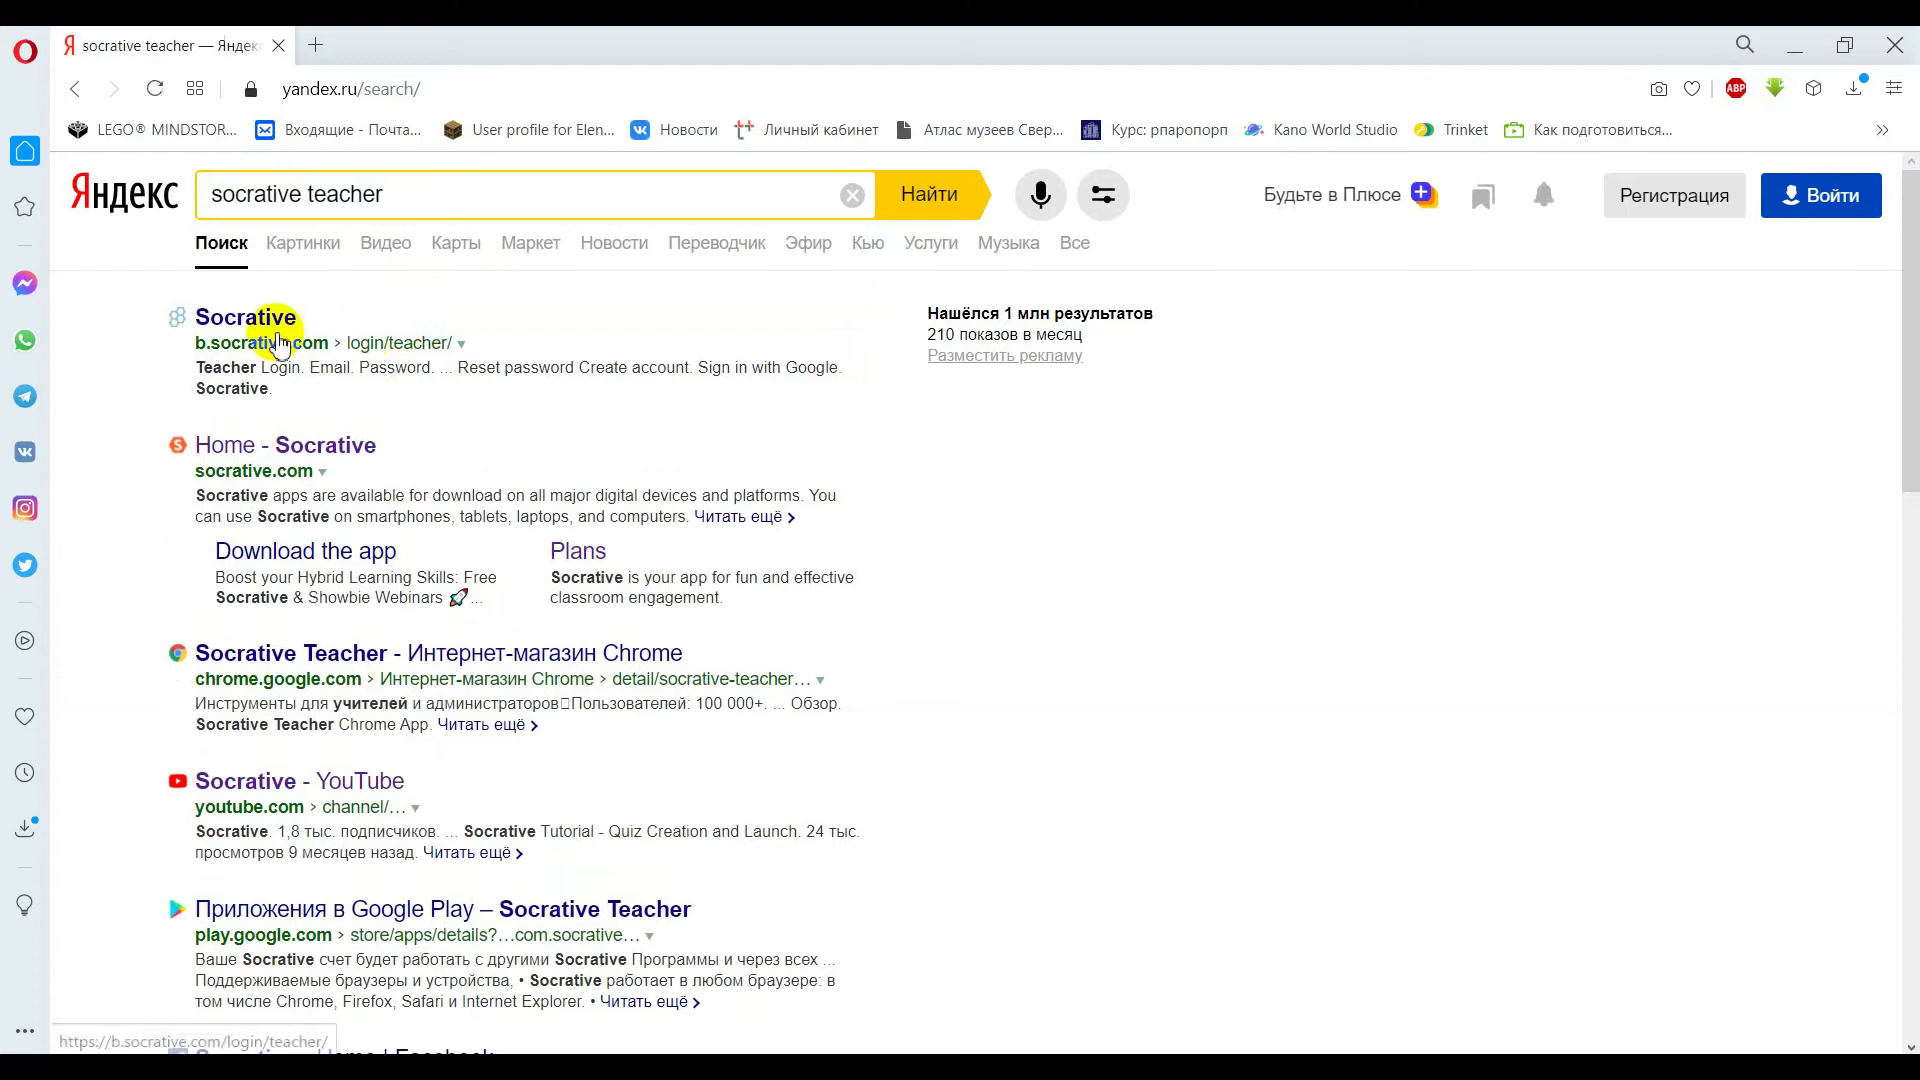 socrative teacher — Яндекс
yandex.ru/search/
LEGO® MINDSTOR...
Входящие - Почта...
User profile for Elen...
Новости
Личный кабинет
Атлас музеев Свер...
Курс: рпаропорп
Kano World Studio
Trinket
Как подготовиться...
Яндекс
socrative teacher
Найти
Будьте в Плюсе
Регистрация
Войти
Поиск Картинки Видео Карты Маркет Новости Переводчик Эфир Кью Услуги Музыка Все
Socrative
b.socrative.com › login/teacher/
Teacher Login. Email. Password. ... Reset password Create account. Sign in with Google.
Socrative.
Нашёлся 1 млн результатов
210 показов в месяц
Разместить рекламу
Home - Socrative
socrative.com
Socrative apps are available for download on all major digital devices and platforms. You
can use Socrative on smartphones, tablets, laptops, and computers. Читать ещё ›
Download the app
Boost your Hybrid Learning Skills: Free
Socrative & Showbie Webinars 🚀...
Plans
Socrative is your app for fun and effective
classroom engagement.
Socrative Teacher - Интернет-магазин Chrome
chrome.google.com › Интернет-магазин Chrome › detail/socrative-teacher...
Инструменты для учителей и администраторов Пользователей: 100 000+. ... Обзор.
Socrative Teacher Chrome App. Читать ещё ›
Socrative - YouTube
youtube.com › channel/...
Socrative. 1,8 тыс. подписчиков. ... Socrative Tutorial - Quiz Creation and Launch. 24 тыс.
просмотров 9 месяцев назад. Читать ещё ›
Приложения в Google Play – Socrative Teacher
play.google.com › store/apps/details?...com.socrative...
Ваше Socrative счет будет работать с другими Socrative Программы и через всех ...
Поддерживаемые браузеры и устройства, • Socrative работает в любом браузере: в
том числе Chrome, Firefox, Safari и Internet Explorer. • Читать ещё ›
https://b.socrative.com/login/teacher/